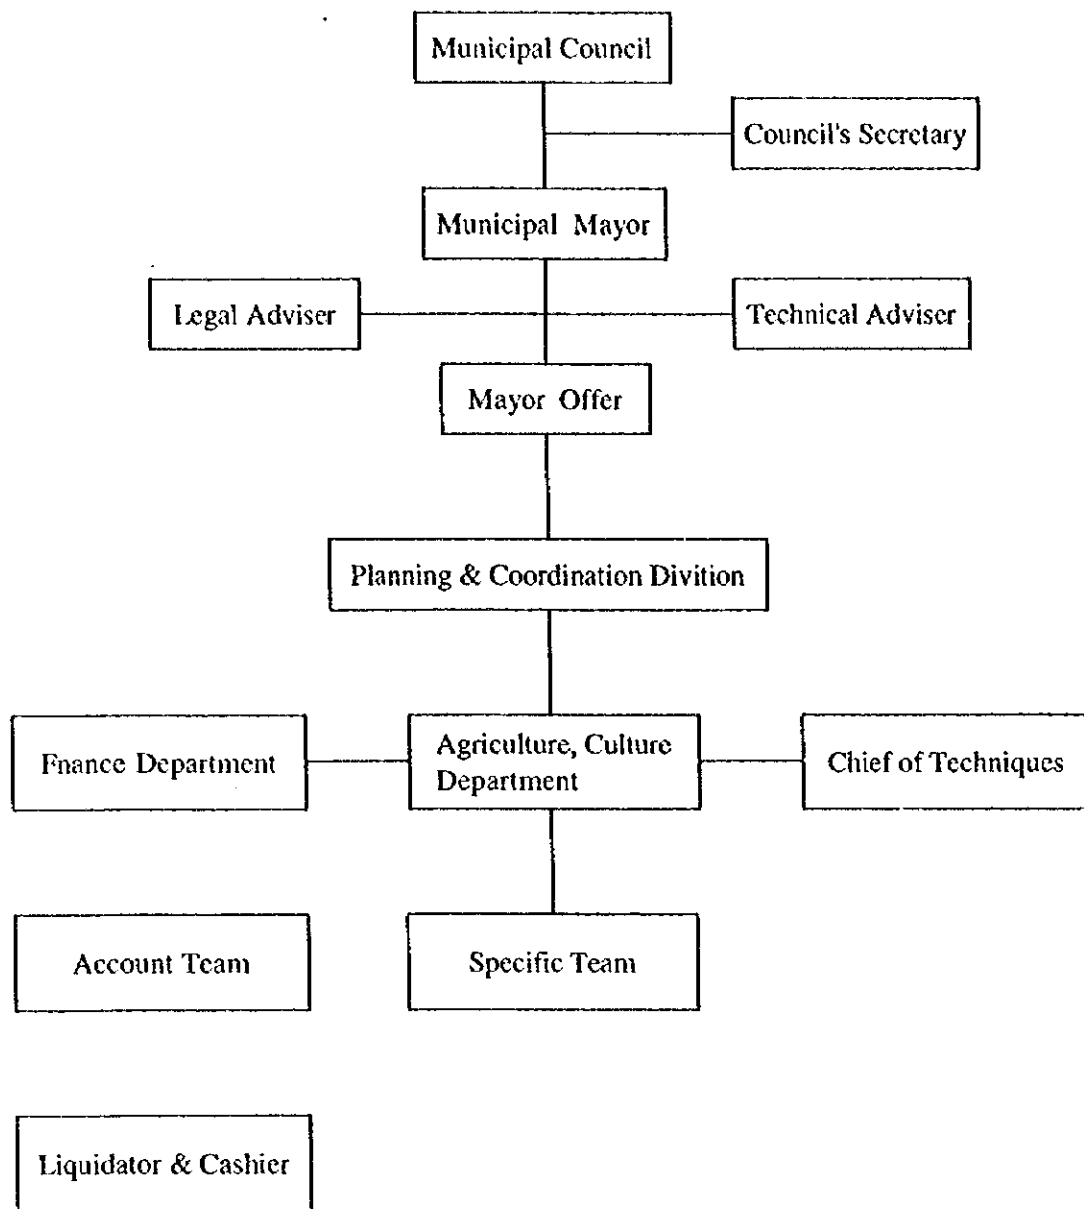 Municipal Council
Council's Secretary
Municipal Mayor
Legal Adviser
Technical Adviser
Mayor Offer
Planning & Coordination Divition
Fnance Department
Agriculture, Culture
Department
Chief of Techniques
Account Team
Specific Team
Liquidator & Cashier